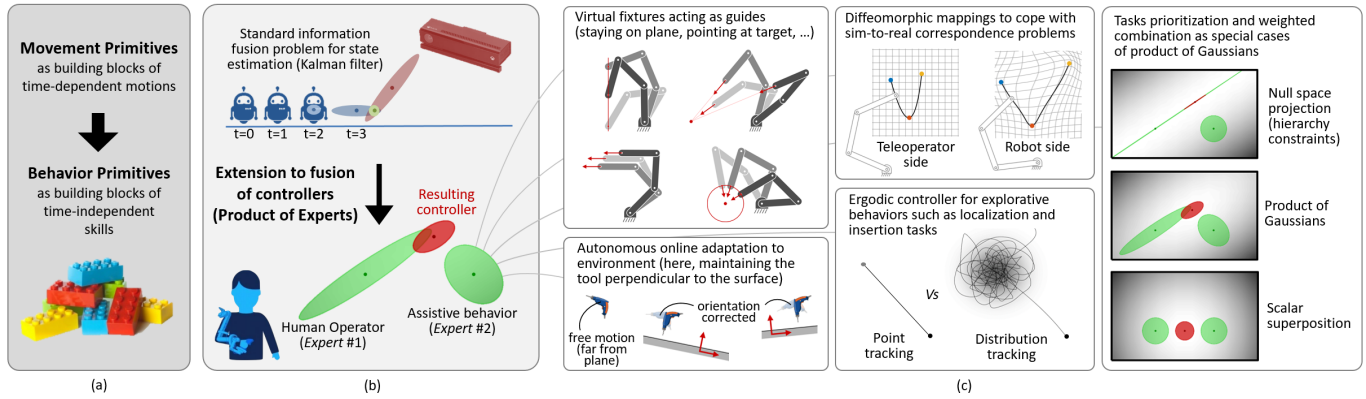 Movement Primitives
as building blocks of
time-dependent motions
Behavior Primitives
as building blocks of
time-independent
skills
(a)
Standard information
fusion problem for state
estimation (Kalman filter)
t=0 t=1 t=2 t=3
Extension to fusion
of controllers
(Product of Experts)
Resulting
controller
Human Operator
(Expert #1)
Assistive behavior
(Expert #2)
(b)
Virtual fixtures acting as guides
(staying on plane, pointing at target, ...)
Autonomous online adaptation to
environment (here, maintaining the
tool perpendicular to the surface)
orientation
corrected
free motion
(far from
plane)
Diffeomorphic mappings to cope with
sim-to-real correspondence problems
Teleoperator
side
Robot side
Ergodic controller for explorative
behaviors such as localization and
insertion tasks
Vs
Point
tracking
Distribution
tracking
Tasks prioritization and weighted
combination as special cases
of product of Gaussians
Null space
projection
(hierarchy
constraints)
Product of
Gaussians
Scalar
superposition
(c)